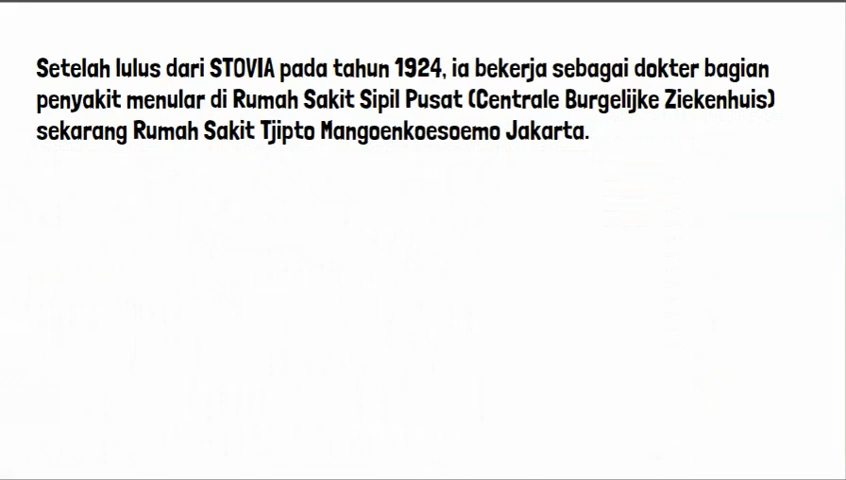 Setelah lulus dari STOVIA pada tahun 1924, ia bekerja sebagai dokter bagian
penyakit menular di Rumah Sakit Sipil Pusat (Centrale Burgelijke Ziekenhuis)
sekarang Rumah Sakit Tjipto Mangoenkoesoemo Jakarta.